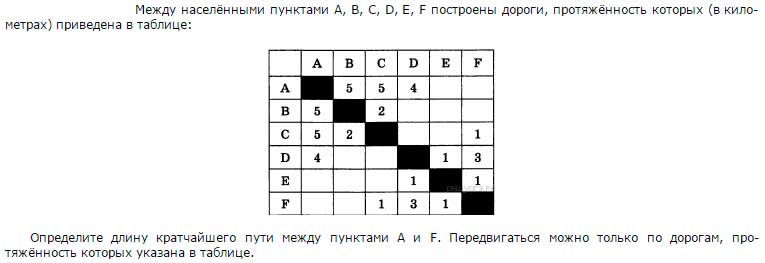 Между населёнными пунктами A, B, C, D, E, F построены дороги, протяжённость которых (в кило-
метрах) приведена в таблице:
A B C D E F
A 5 5 4
B 5 2
C 5 2 1
D 4 1 3
E 1 1
F 1 3 1
Определите длину кратчайшего пути между пунктами A и F. Передвигаться можно только по дорогам, про-
тяжённость которых указана в таблице.